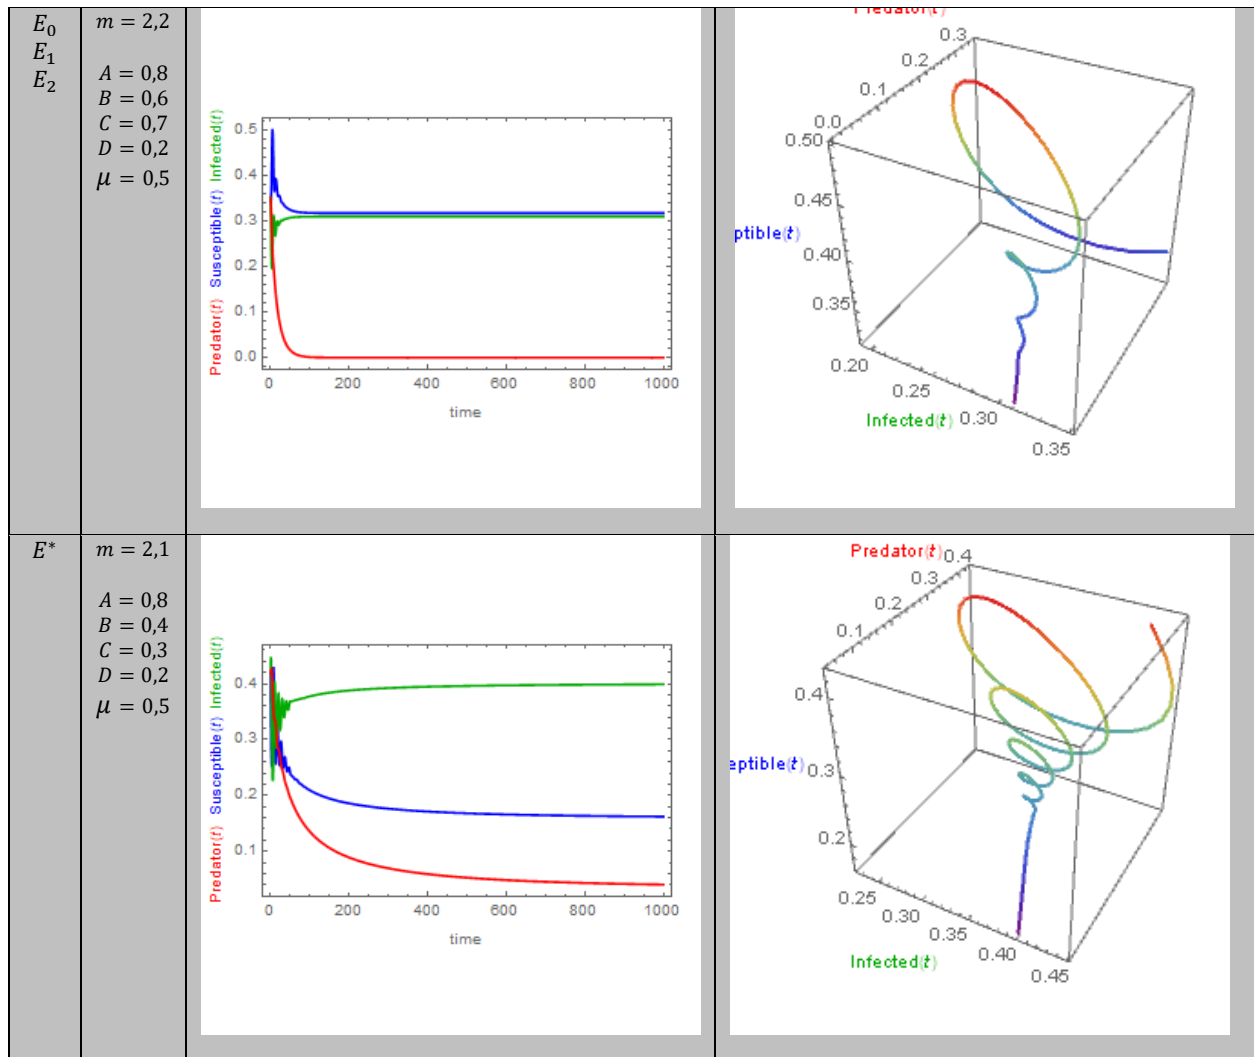 E₀
E₁
E₂
m = 2,2
A = 0,8
B = 0,6
C = 0,7
D = 0,2
μ = 0,5
Predator(t) Susceptible(t) Infected(t)
0.5
0.4
0.3
0.2
0.1
0.0
0 200 400 600 800 1000
time
Predator(t)
0.3
0.2
0.1
0.0
0.50
0.45
ptible(t)
0.40
0.35
0.20
0.25
0.30
0.35
Infected(t)
E*
m = 2,1
A = 0,8
B = 0,4
C = 0,3
D = 0,2
μ = 0,5
Predator(t) Susceptible(t) Infected(t)
0.4
0.3
0.2
0.1
0 200 400 600 800 1000
time
Predator(t)
0.4
0.3
0.2
0.1
0.4
eptible(t)
0.3
0.2
0.25
0.30
0.35
0.40
0.45
Infected(t)